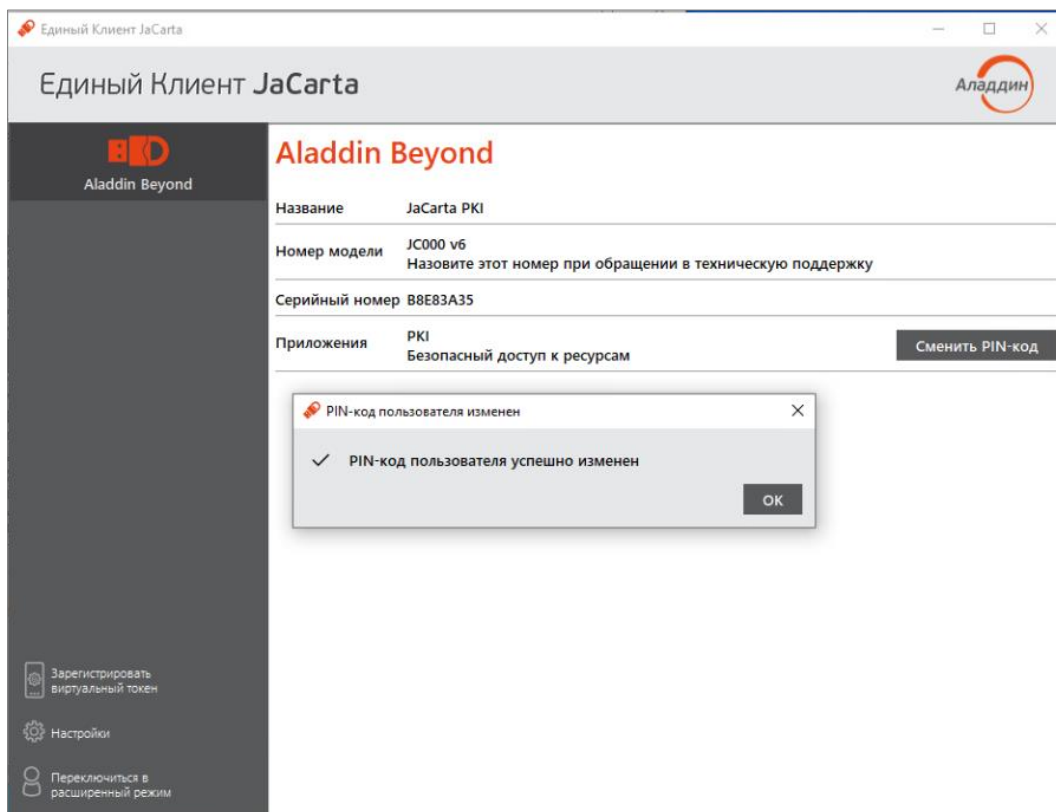 Единый Клиент JaCarta
Единый Клиент JaCarta
Аладдин
Aladdin Beyond
Aladdin Beyond
Название JaCarta PKI
Номер модели JC000 v6
Назовите этот номер при обращении в техническую поддержку
Серийный номер B8E83A35
Приложения PKI
Безопасный доступ к ресурсам
Сменить PIN-код
PIN-код пользователя изменен
PIN-код пользователя успешно изменен
ОК
Зарегистрировать
виртуальный токен
Настройки
Переключиться в
расширенный режим